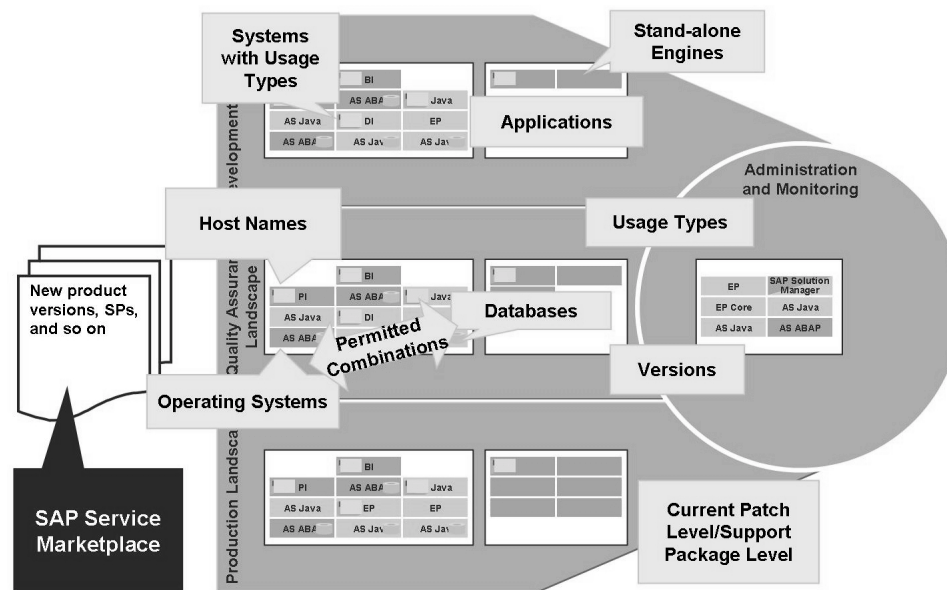 Systems
with Usage
Types
Stand-alone
Engines
BI
AS ABA
Java
AS Java
DI
EP
AS ABA
AS Jav
AS Jav
Applications
Development
Administration
and Monitoring
Host Names
Usage Types
New product
versions, SPs,
and so on
Quality Assuran
Landscape
BI
PI
AS ABA
Java
AS Java
DI
AS ABA
Permitted
Combinations
Databases
EP
SAP Solution
Manager
EP Core
AS Java
AS Java
AS ABAP
Versions
Operating Systems
Production Landsca
BI
PI
AS ABA
Java
AS Java
EP
EP
AS ABA
AS Jav
AS Jav
SAP Service
Marketplace
Current Patch
Level/Support
Package Level